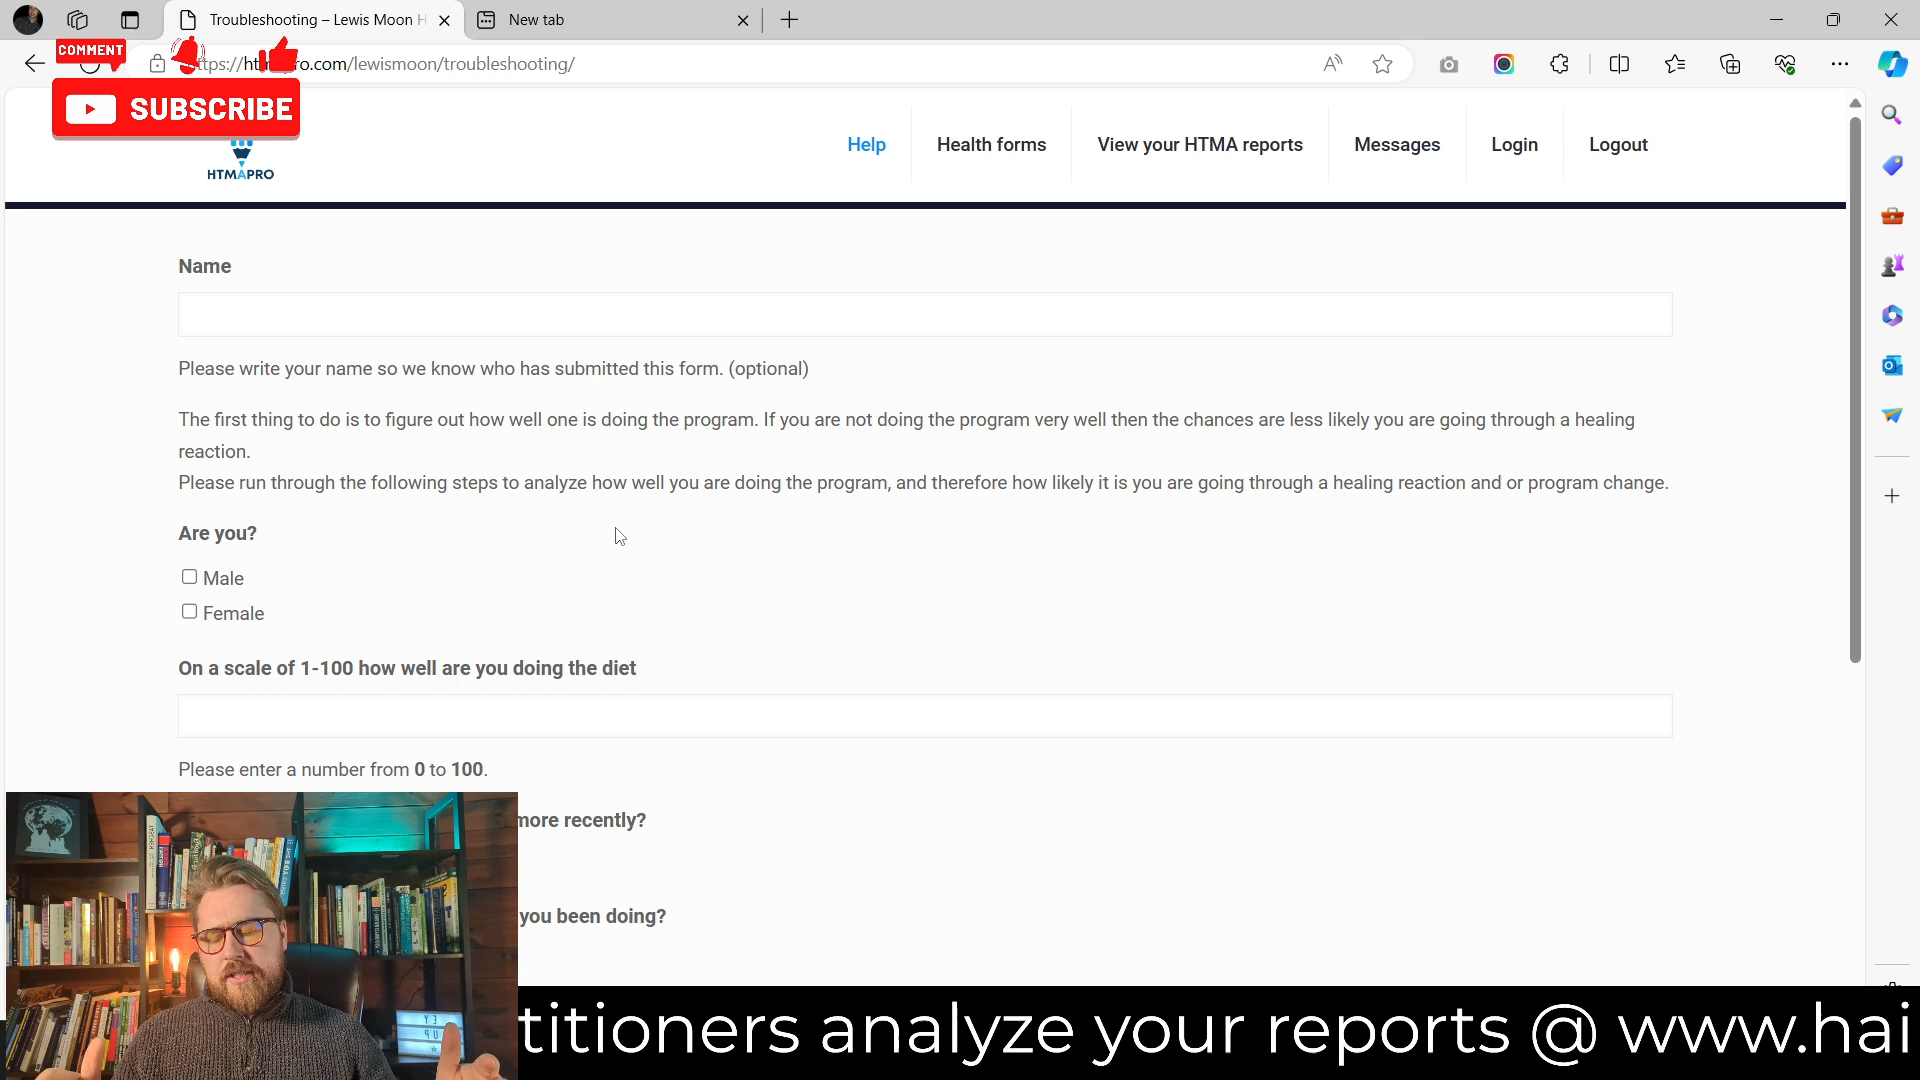 Troubleshooting – Lewis Moon H
New tab
COMMENT
ro.com/lewismoon/troubleshooting/
SUBSCRIBE
HTMAPRO
Help
Health forms
View your HTMA reports
Messages
Login
Logout
Name
Please write your name so we know who has submitted this form. (optional)
The first thing to do is to figure out how well one is doing the program. If you are not doing the program very well then the chances are less likely you are going through a healing
reaction.
Please run through the following steps to analyze how well you are doing the program, and therefore how likely it is you are going through a healing reaction and or program change.
Are you?
Male
Female
On a scale of 1-100 how well are you doing the diet
Please enter a number from 0 to 100.
more recently?
you been doing?
titioners analyze your reports @ www.hai